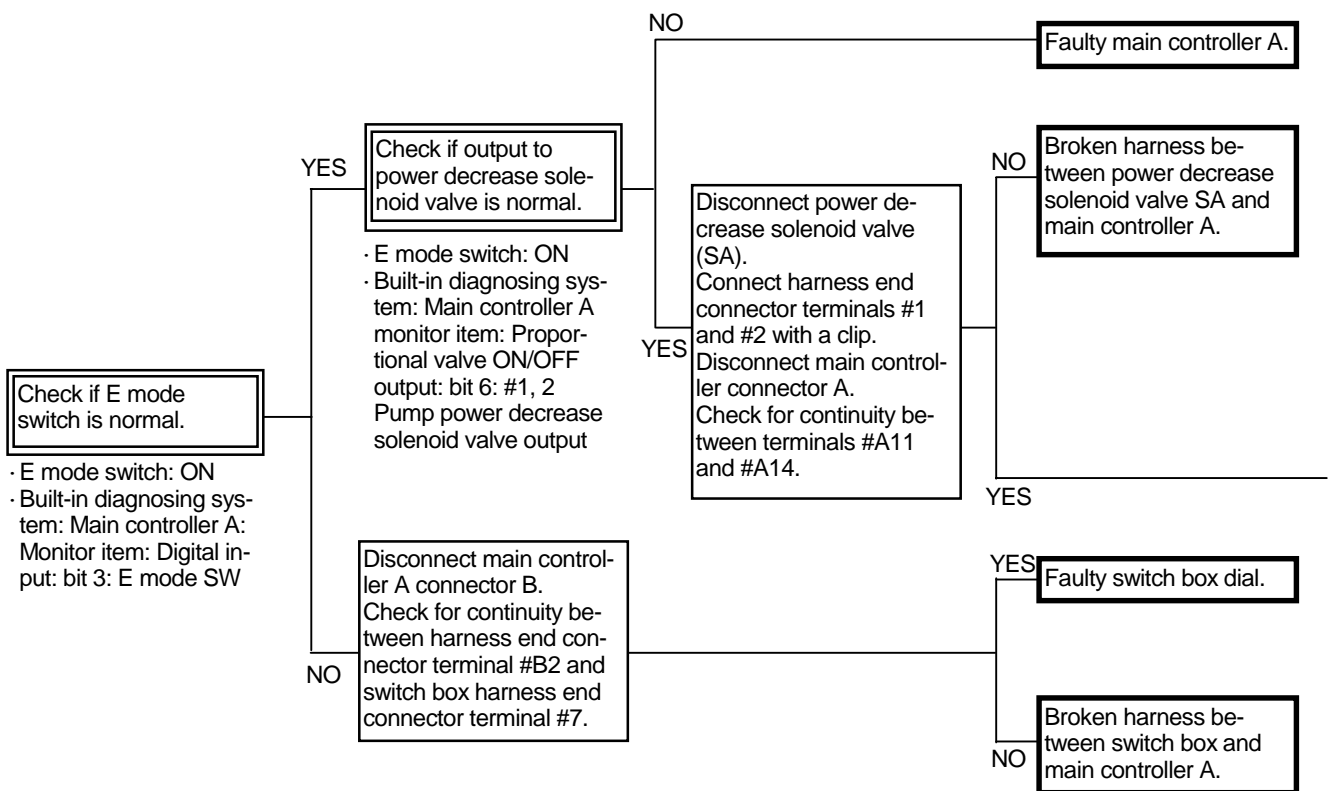 Check if E mode
switch is normal.
· E mode switch: ON
· Built-in diagnosing sys-
tem: Main controller A:
Monitor item: Digital in-
put: bit 3: E mode SW
YES
Check if output to
power decrease sole-
noid valve is normal.
· E mode switch: ON
· Built-in diagnosing sys-
tem: Main controller A
monitor item: Propor-
tional valve ON/OFF
output: bit 6: #1, 2
Pump power decrease
solenoid valve output
NO
Faulty main controller A.
YES
Disconnect power de-
crease solenoid valve
(SA).
Connect harness end
connector terminals #1
and #2 with a clip.
Disconnect main control-
ler connector A.
Check for continuity be-
tween terminals #A11
and #A14.
NO
Broken harness be-
tween power decrease
solenoid valve SA and
main controller A.
YES
NO
Disconnect main control-
ler A connector B.
Check for continuity be-
tween harness end con-
nector terminal #B2 and
switch box harness end
connector terminal #7.
YES
Faulty switch box dial.
NO
Broken harness be-
tween switch box and
main controller A.